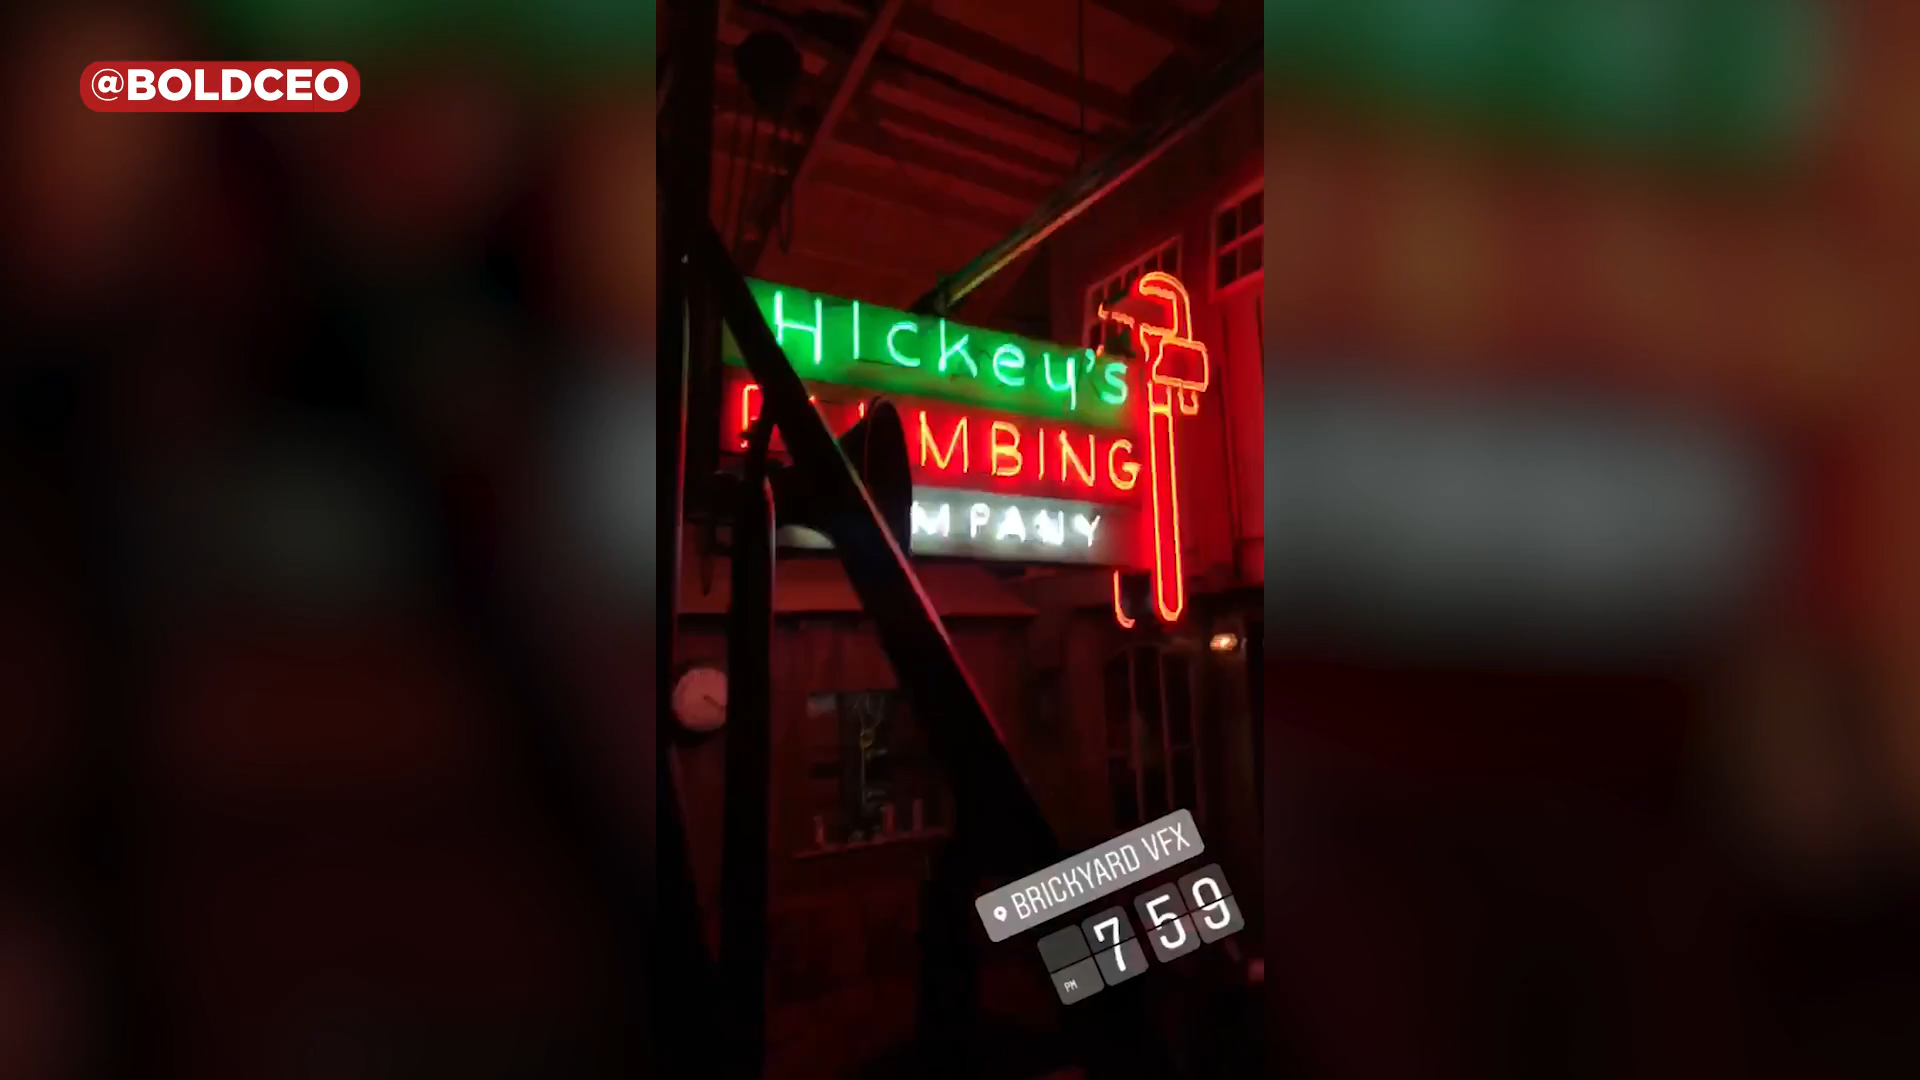 @BOLDCEO
Hickey's
MBING
MPANY
BRICKYARD VFX
PM 7 59